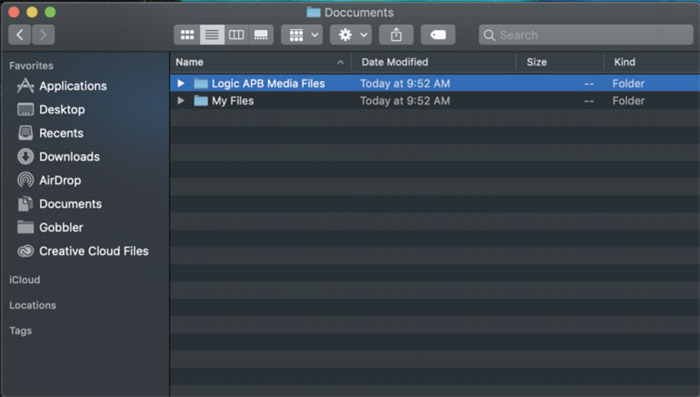 Doccuments
Search
Favorites
Applications
Desktop
Recents
Downloads
AirDrop
Documents
Gobbler
Creative Cloud Files
iCloud
Locations
Tags
Name Date Modified Size Kind
Logic APB Media Files Today at 9:52 AM -- Folder
My Files Today at 9:52 AM -- Folder